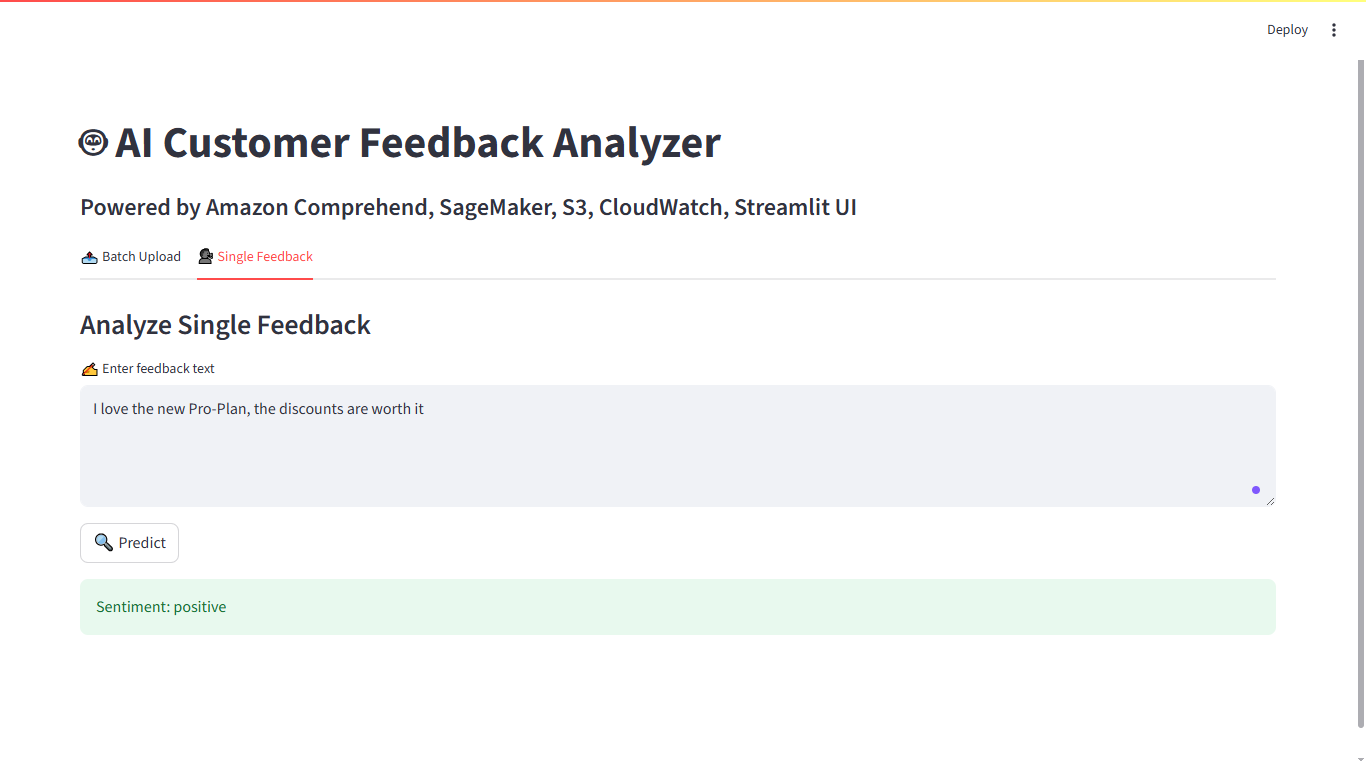 Deploy
AI Customer Feedback Analyzer
Powered by Amazon Comprehend, SageMaker, S3, CloudWatch, Streamlit UI
Batch Upload Single Feedback
Analyze Single Feedback
Enter feedback text
I love the new Pro-Plan, the discounts are worth it
Predict
Sentiment: positive